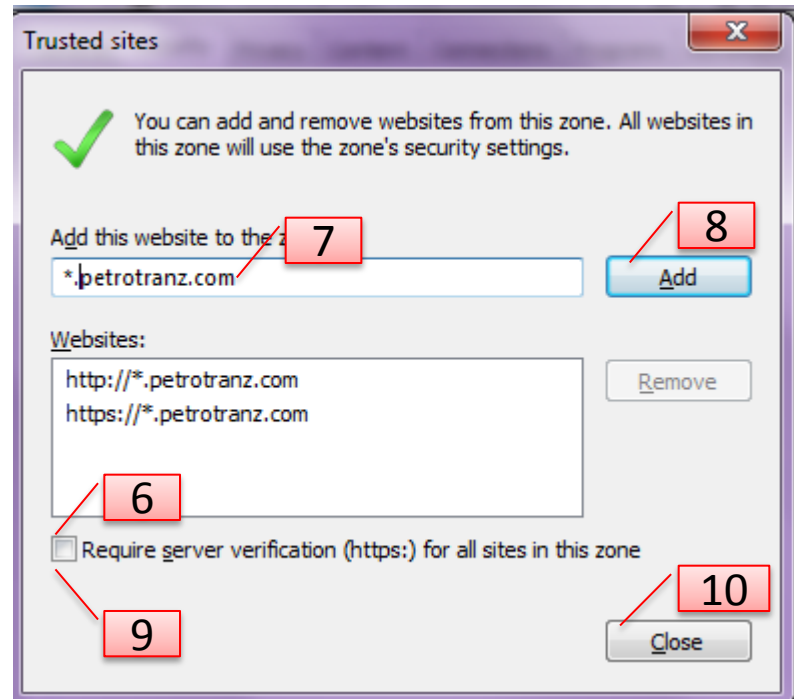 Trusted sites
You can add and remove websites from this zone. All websites in
this zone will use the zone's security settings.
8
Add this website to the z
7
*.petrotranz.com
Add
Websites:
http://*.petrotranz.com
https://*.petrotranz.com
Remove
6
Require server verification (https:) for all sites in this zone
10
9
Close